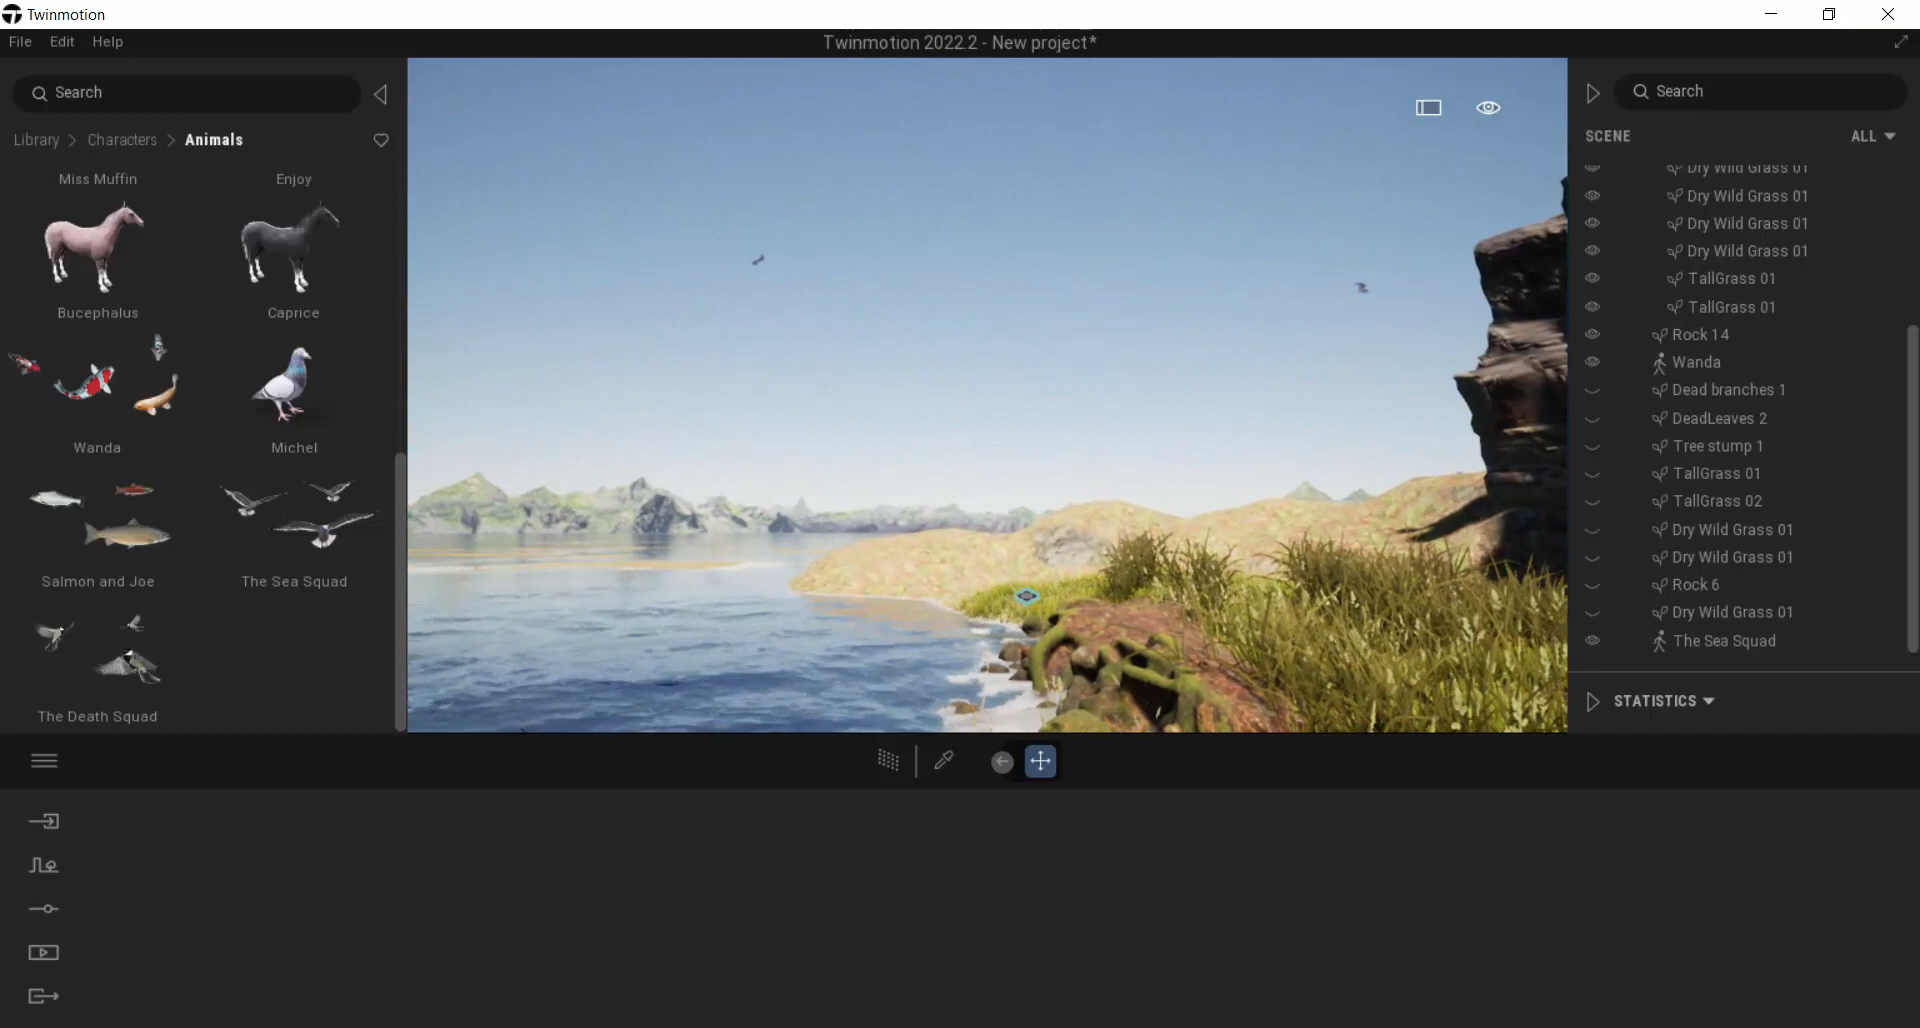 Twinmotion
File Edit Help
Twinmotion 2022.2 - New project*
Search
Library > Characters > Animals
Miss Muffin Enjoy
Bucephalus Caprice
Wanda Michel
Salmon and Joe The Sea Squad
The Death Squad
Search
SCENE ALL
Dry Wild Grass 01
Dry Wild Grass 01
Dry Wild Grass 01
Dry Wild Grass 01
TallGrass 01
TallGrass 01
Rock 14
Wanda
Dead branches 1
DeadLeaves 2
Tree stump 1
TallGrass 01
TallGrass 02
Dry Wild Grass 01
Dry Wild Grass 01
Rock 6
Dry Wild Grass 01
The Sea Squad
STATISTICS